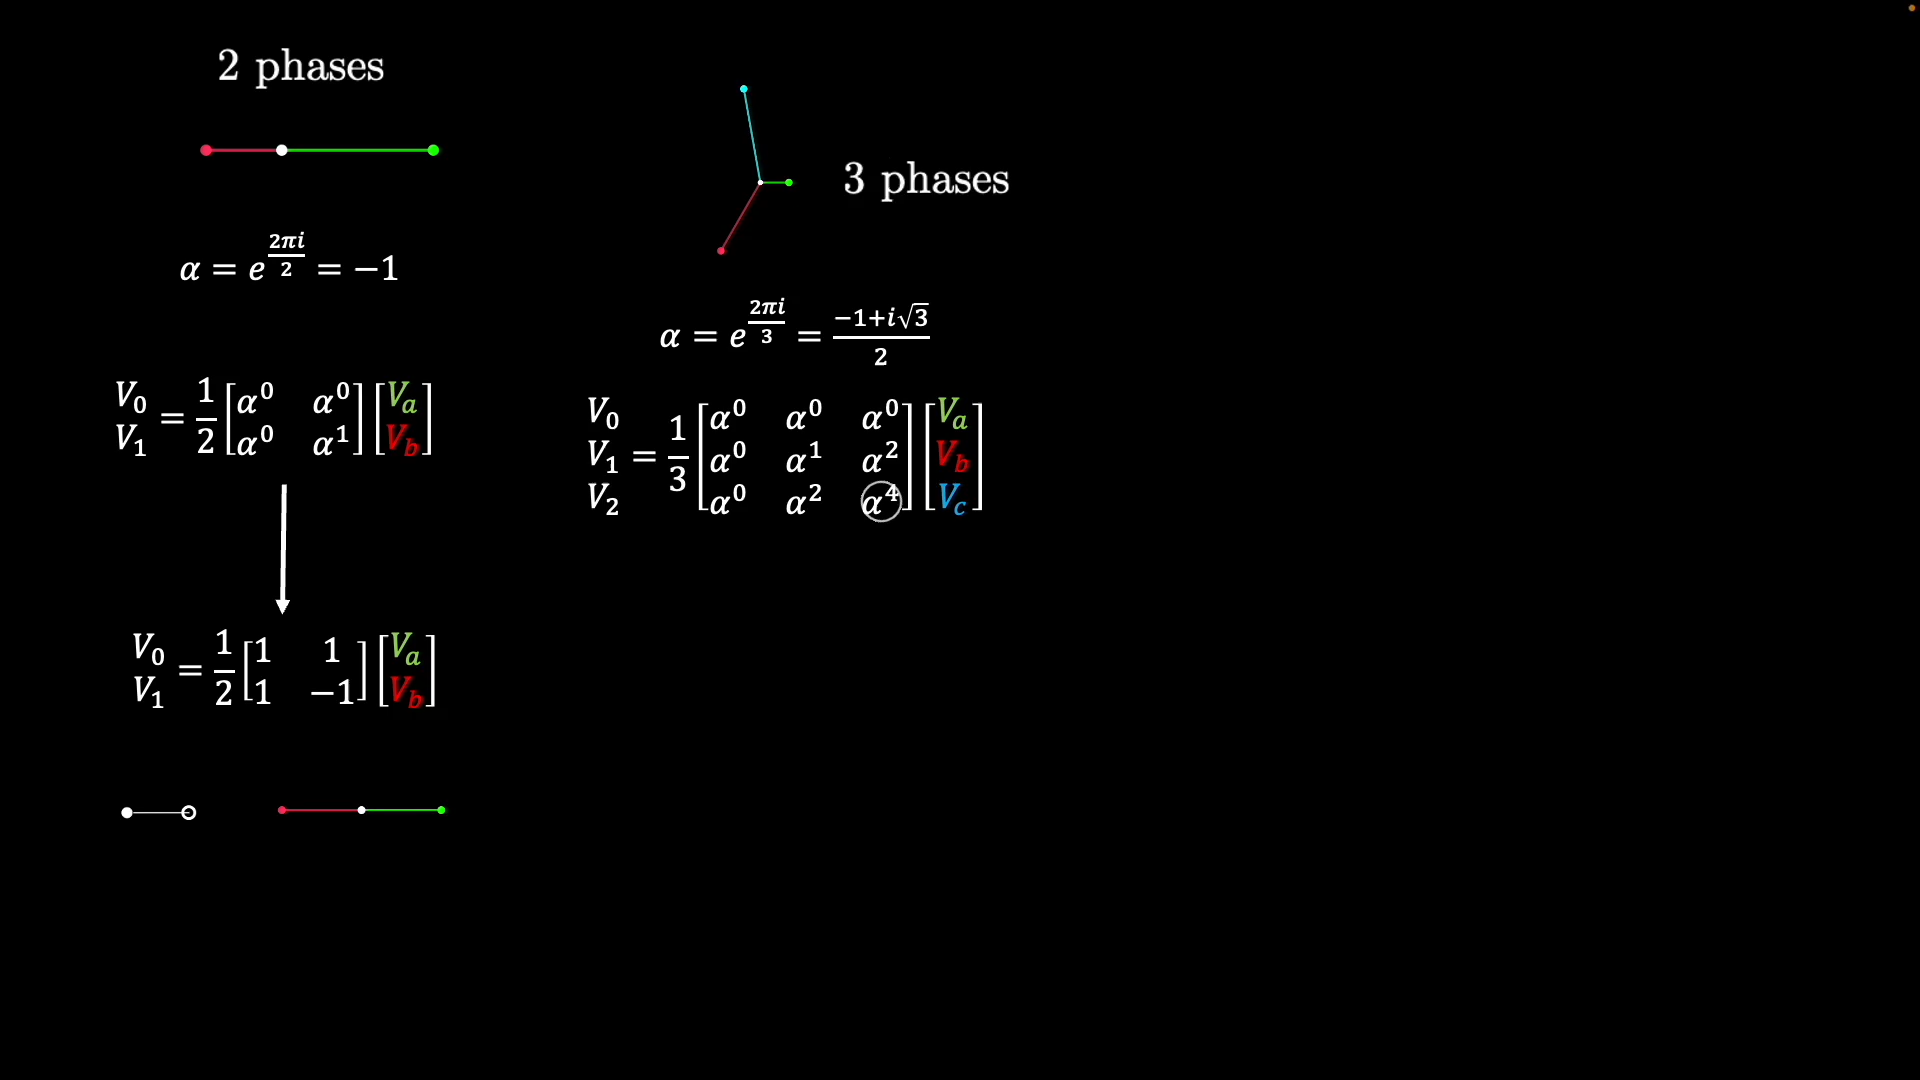 2 phases
α = e^{2πi/2} = −1
V₀
V₁ = 1/2 [α⁰ α⁰; α⁰ α¹] [Vₐ; V_b]
V₀
V₁ = 1/2 [1 1; 1 −1] [Vₐ; V_b]
3 phases
α = e^{2πi/3} = (−1+i√3)/2
V₀
V₁ = 1/3 [α⁰ α⁰ α⁰; α⁰ α¹ α²; α⁰ α² α⁴] [Vₐ; V_b; V_c]
V₂